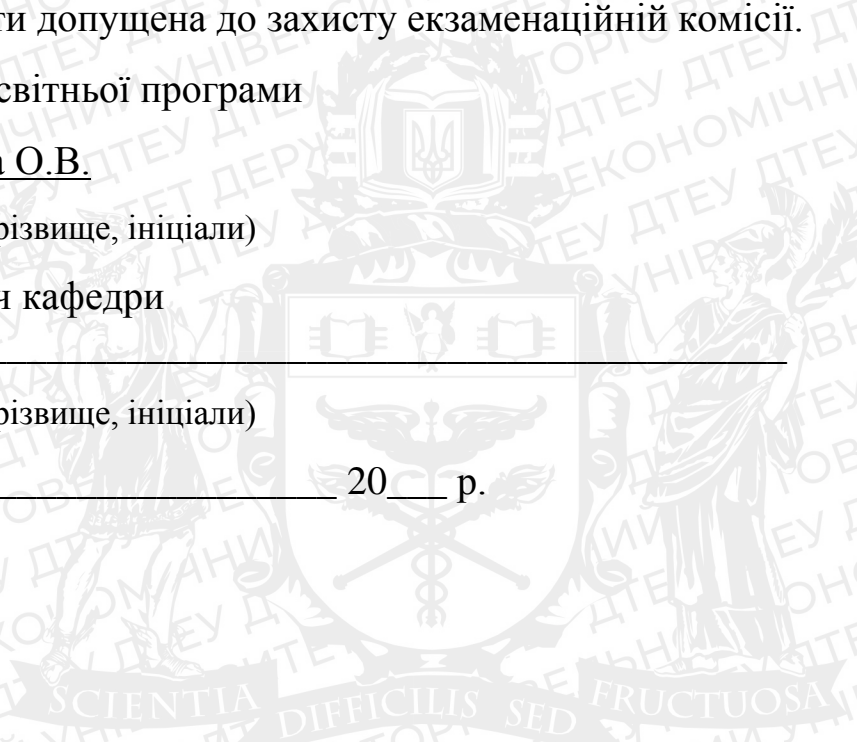 ти допущена до захисту екзаменаційній комісії.
світньої програми
а О.В.
різвище, ініціали)
ч кафедри
різвище, ініціали)
20___ р.
SCIENTIA DIFFICILIS SED FRUCTUOSA